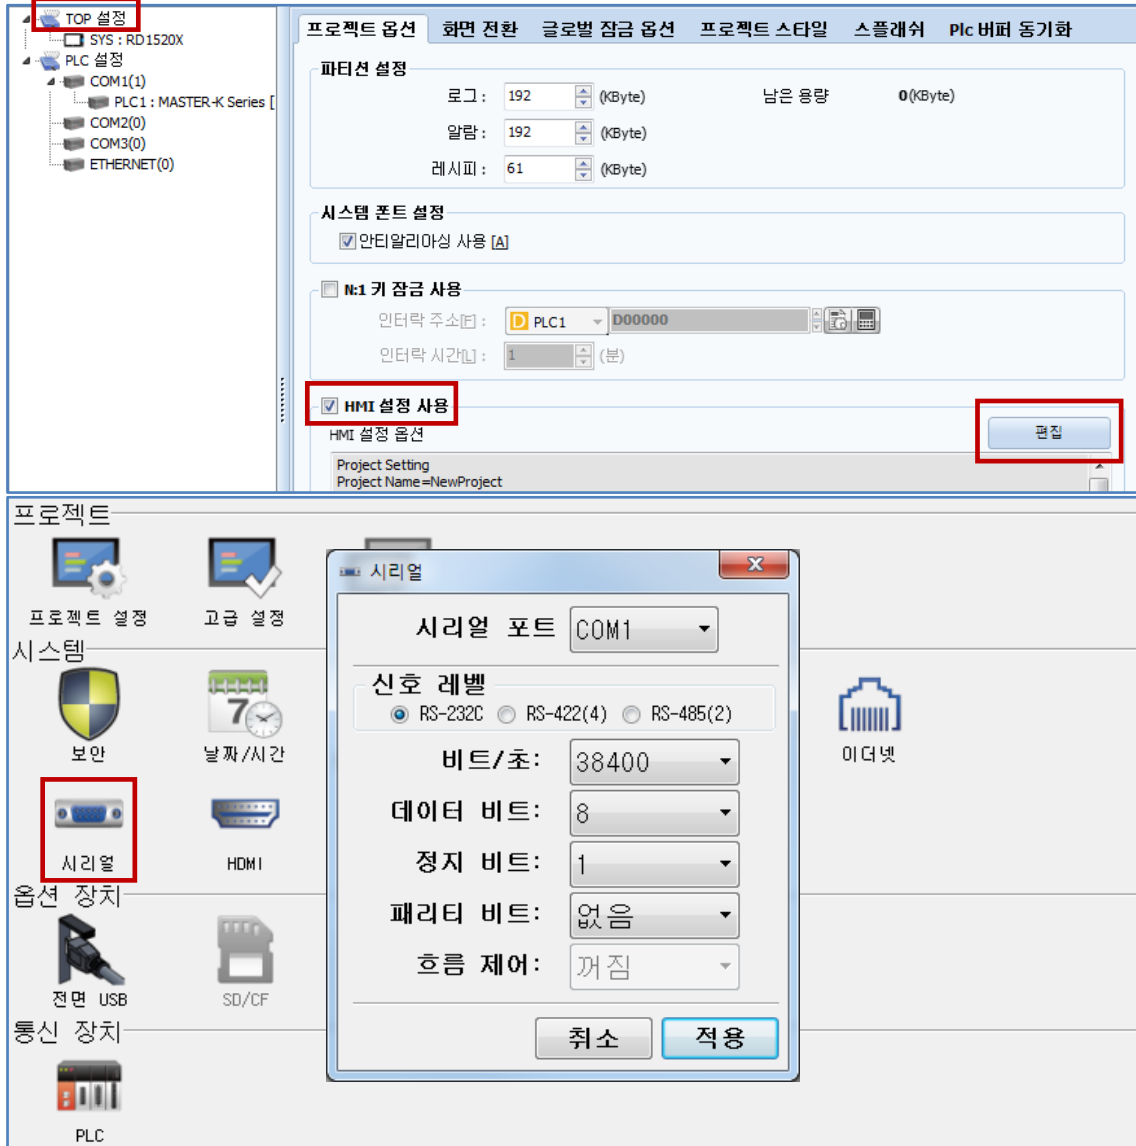 TOP 설정
SYS : RD1520X
PLC 설정
COM1(1)
PLC1 : MASTER-K Series [
COM2(0)
COM3(0)
ETHERNET(0)
프로젝트 옵션 화면 전환 글로벌 잠금 옵션 프로젝트 스타일 스플래쉬 Plc 버퍼 동기화
파티션 설정
로그 : 192 (KByte) 남은 용량 0(KByte)
알람 : 192 (KByte)
레시피 : 61 (KByte)
시스템 폰트 설정
안티알리아싱 사용 [A]
N:1 키 잠금 사용
인터락 주소[F] : D PLC1 D00000
인터락 시간[L] : 1 (분)
HMI 설정 사용
HMI 설정 옵션 편집
Project Setting
Project Name=NewProject
프로젝트
프로젝트 설정 고급 설정
시스템
보안 날짜/시간 이더넷
시리얼 HDMI
옵션 장치
전면 USB SD/CF
통신 장치
PLC
시리얼
시리얼 포트 COM1
신호 레벨
RS-232C RS-422(4) RS-485(2)
비트/초: 38400
데이터 비트: 8
정지 비트: 1
패리티 비트: 없음
흐름 제어: 꺼짐
취소 적용